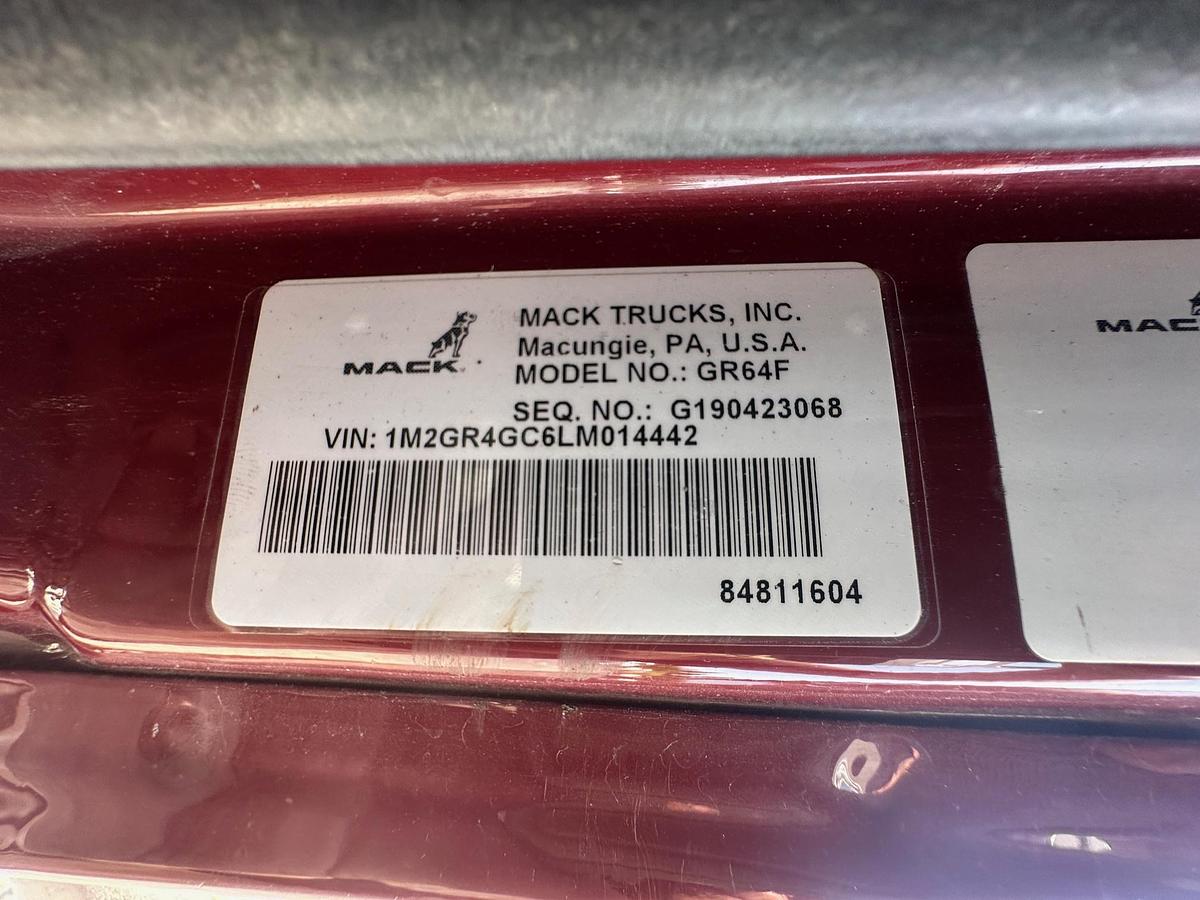 MACK
MACK TRUCKS, INC.
Macungie, PA, U.S.A.
MODEL NO.: GR64F
SEQ. NO.: G190423068
VIN: 1M2GR4GC6LM014442
84811604
MAC